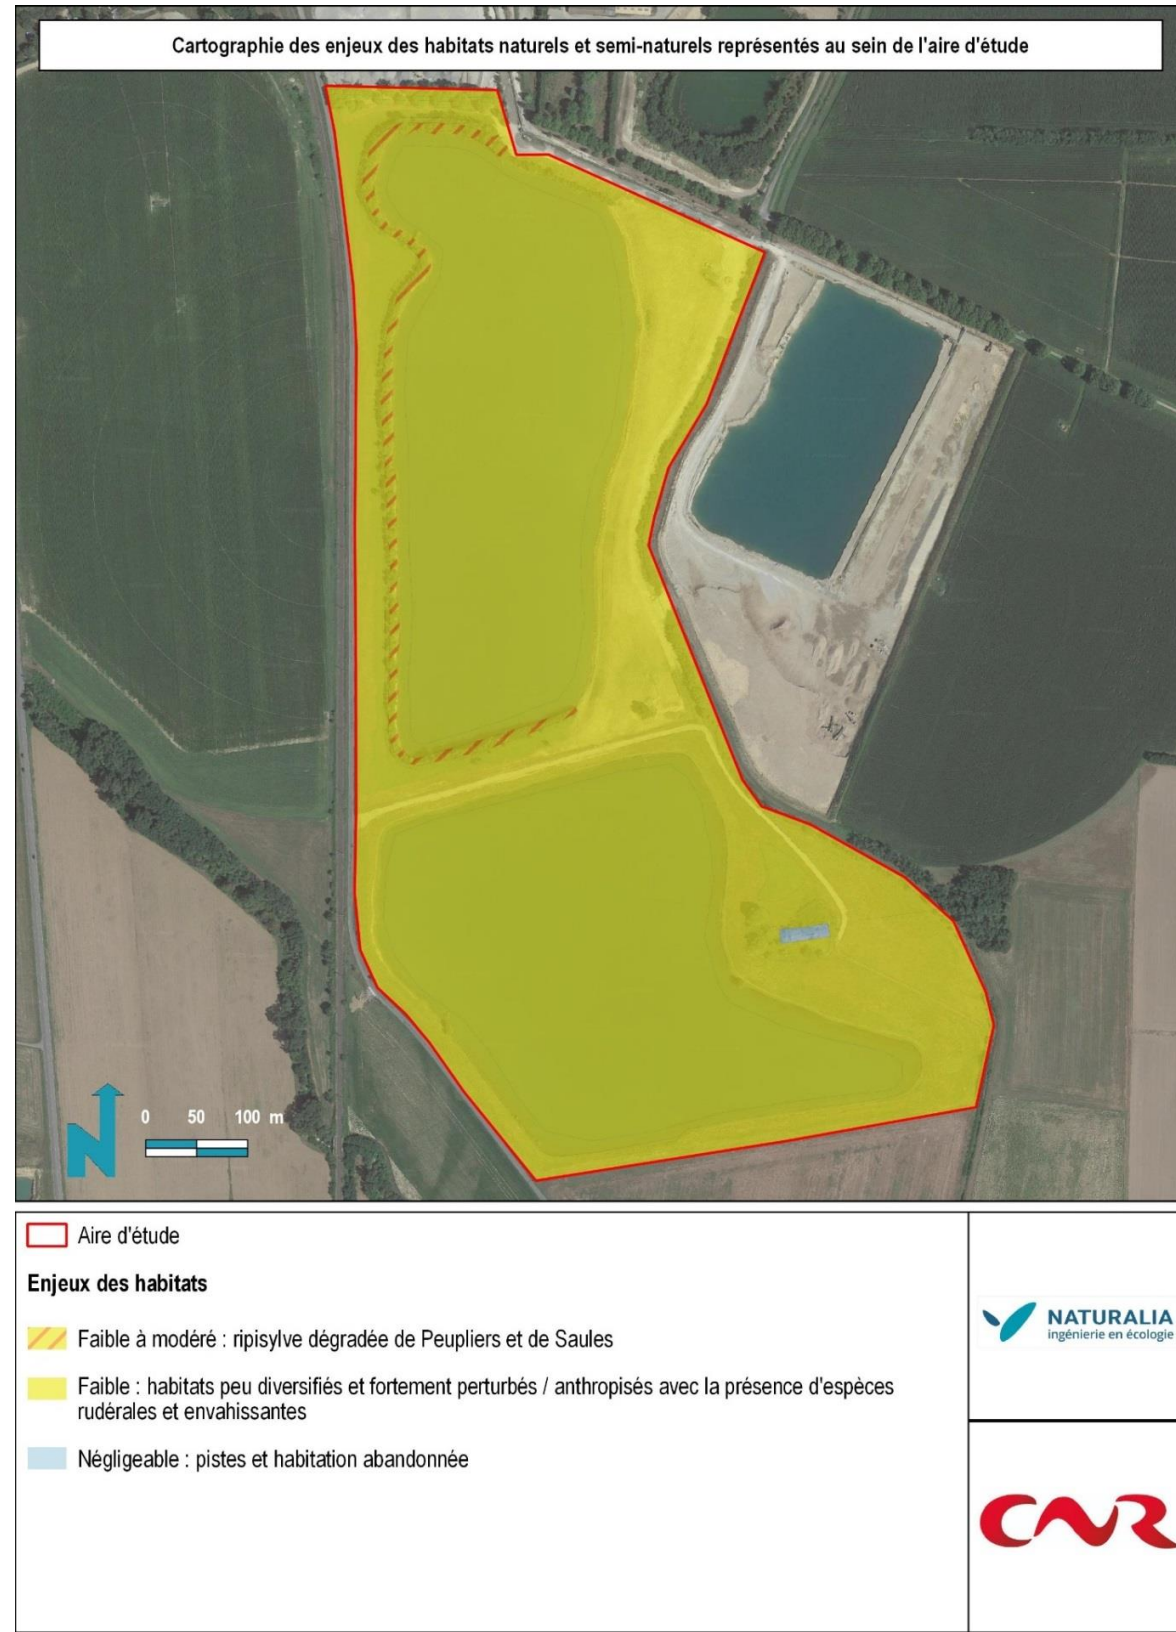 Cartographie des enjeux des habitats naturels et semi-naturels représentés au sein de l'aire d'étude
0 50 100 m
N
Aire d'étude
Enjeux des habitats
Faible à modéré : ripisylve dégradée de Peupliers et de Saules
Faible : habitats peu diversifiés et fortement perturbés / anthropisés avec la présence d'espèces
rudérales et envahissantes
Négligeable : pistes et habitation abandonnée
NATURALIA
ingénierie en écologie
CNR